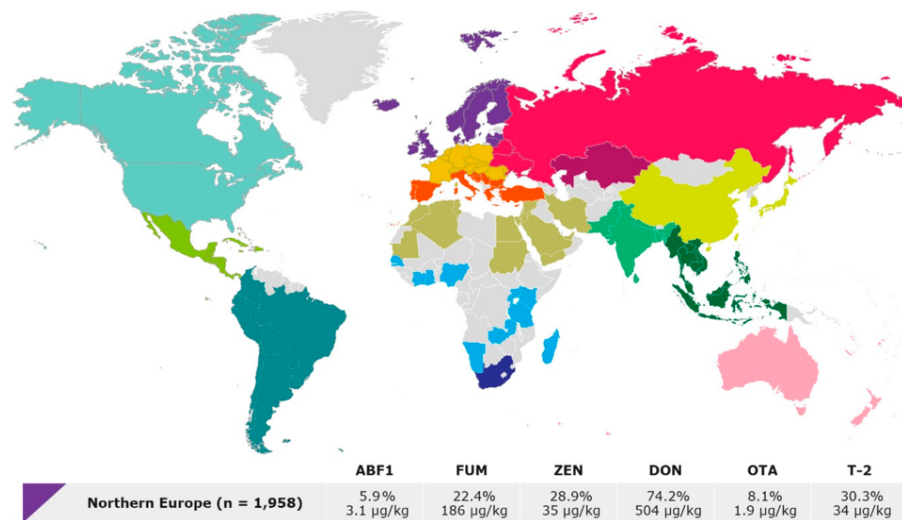 ABF1 FUM ZEN DON OTA T-2
Northern Europe (n = 1,958) 5.9% 22.4% 28.9% 74.2% 8.1% 30.3%
3.1 µg/kg 186 µg/kg 35 µg/kg 504 µg/kg 1.9 µg/kg 34 µg/kg